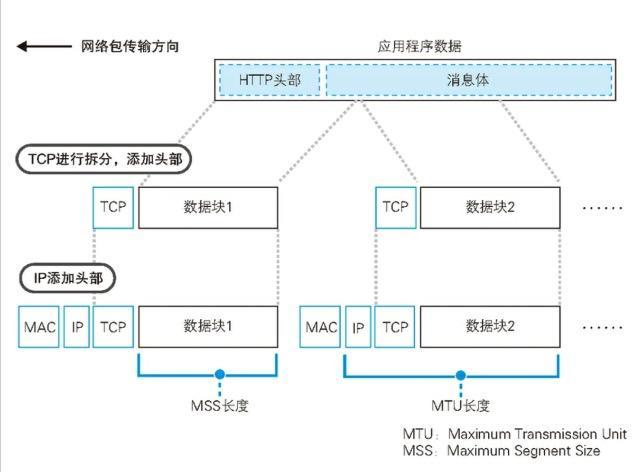 网络包传输方向
应用程序数据
HTTP头部 消息体
TCP进行拆分，添加头部
TCP 数据块1 TCP 数据块2 ……
IP添加头部
MAC IP TCP 数据块1 MAC IP TCP 数据块2 ……
MSS长度 MTU长度
MTU：Maximum Transmission Unit
MSS：Maximum Segment Size